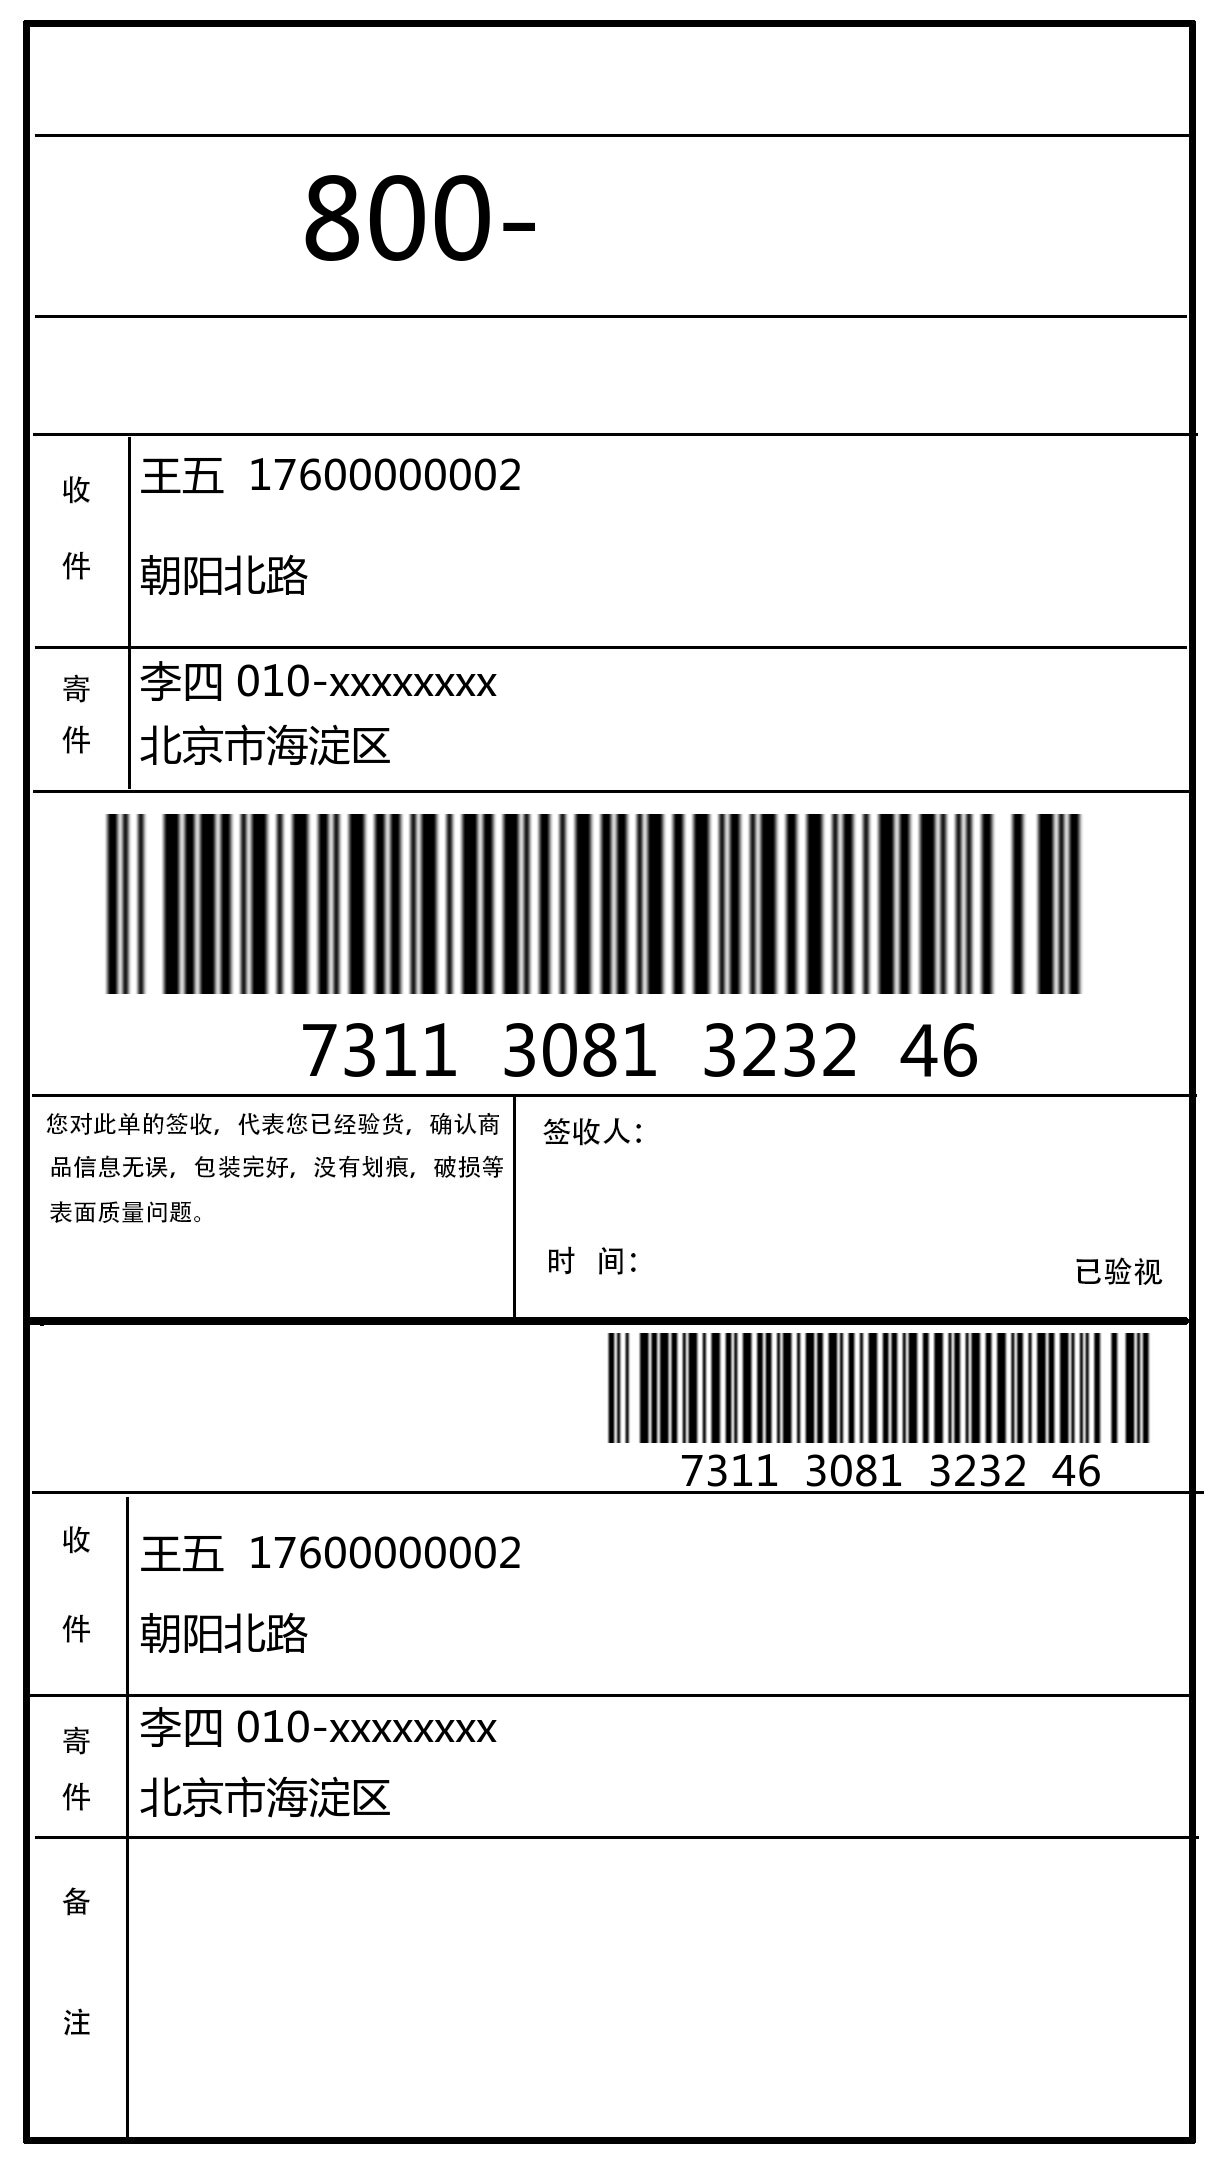 800-
收件
王五 17600000002
朝阳北路
寄件
李四 010-xxxxxxxx
北京市海淀区
7311 3081 3232 46
您对此单的签收，代表您已经验货，确认商
品信息无误，包装完好，没有划痕，破损等
表面质量问题。
签收人：
时 间：
已验视
7311 3081 3232 46
收件
王五 17600000002
朝阳北路
寄件
李四 010-xxxxxxxx
北京市海淀区
备注